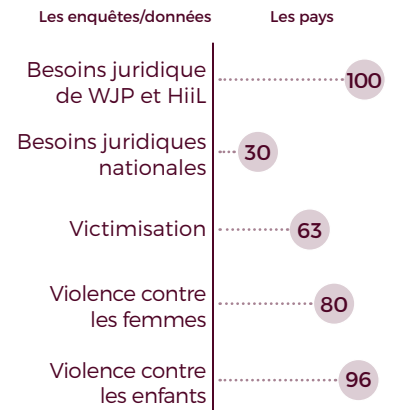 Les enquêtes/données Les pays
Besoins juridique
de WJP et HiiL
100
Besoins juridiques
nationales
30
Victimisation
63
Violence contre
les femmes
80
Violence contre
les enfants
96